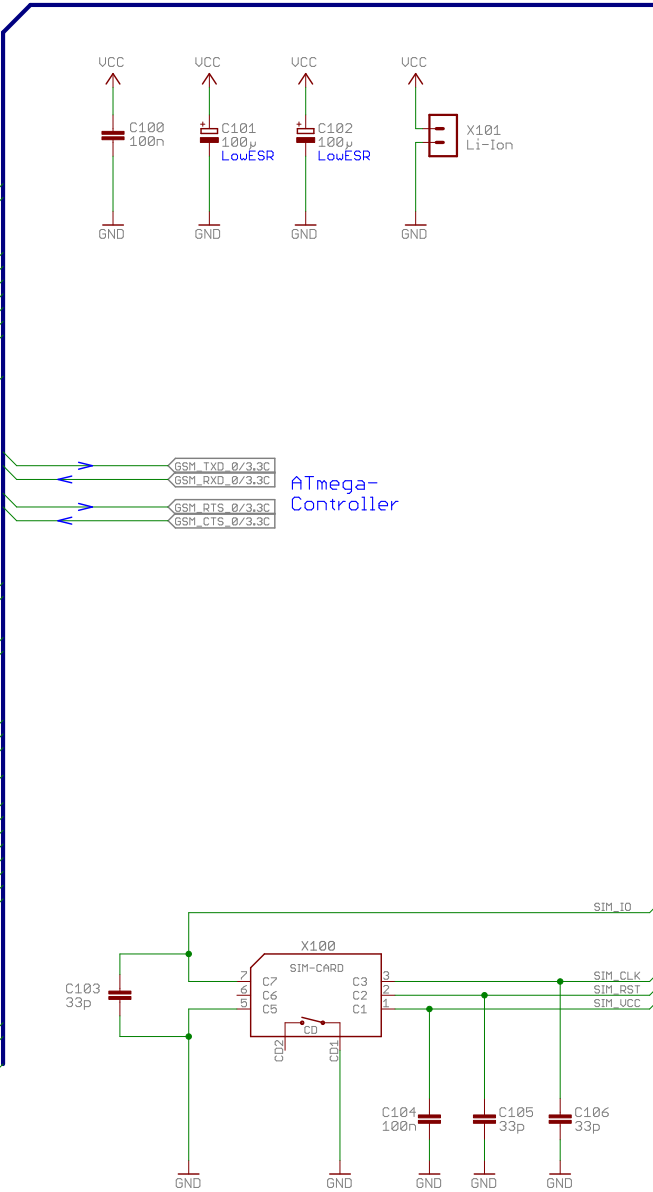 VCC
VCC
VCC
VCC
C100
100n
+
C101
100µ
LowESR
+
C102
100µ
LowESR
X101
Li-Ion
GND
GND
GND
GND
GSM_TXD_0/3.3C
GSM_RXD_0/3.3C
GSM_RTS_0/3.3C
GSM_CTS_0/3.3C
ATmega-
Controller
SIM_IO
X100
SIM-CARD
7 C7 C3 3 SIM_CLK
6 C6 C2 2 SIM_RST
5 C5 C1 1 SIM_VCC
C103
33p
CD
CD2
CD1
C104
100n
C105
33p
C106
33p
GND
GND
GND
GND
GND